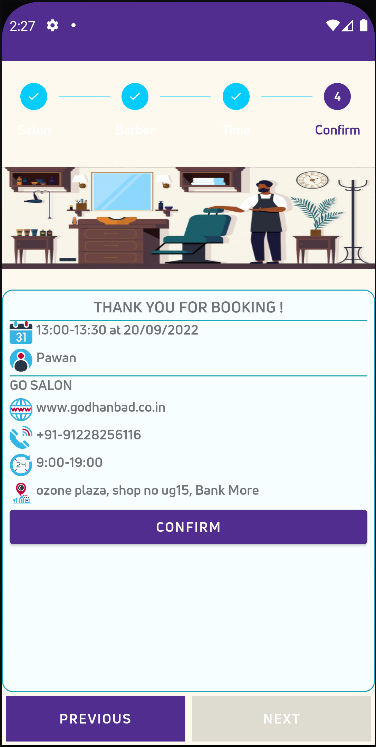 2:27
4
Salon
Barber
Time
Confirm
THANK YOU FOR BOOKING !
31
13:00-13:30 at 20/09/2022
Pawan
GO SALON
www
www.godhanbad.co.in
+91-91228256116
24
9:00-19:00
ozone plaza, shop no ug15, Bank More
CONFIRM
PREVIOUS
NEXT